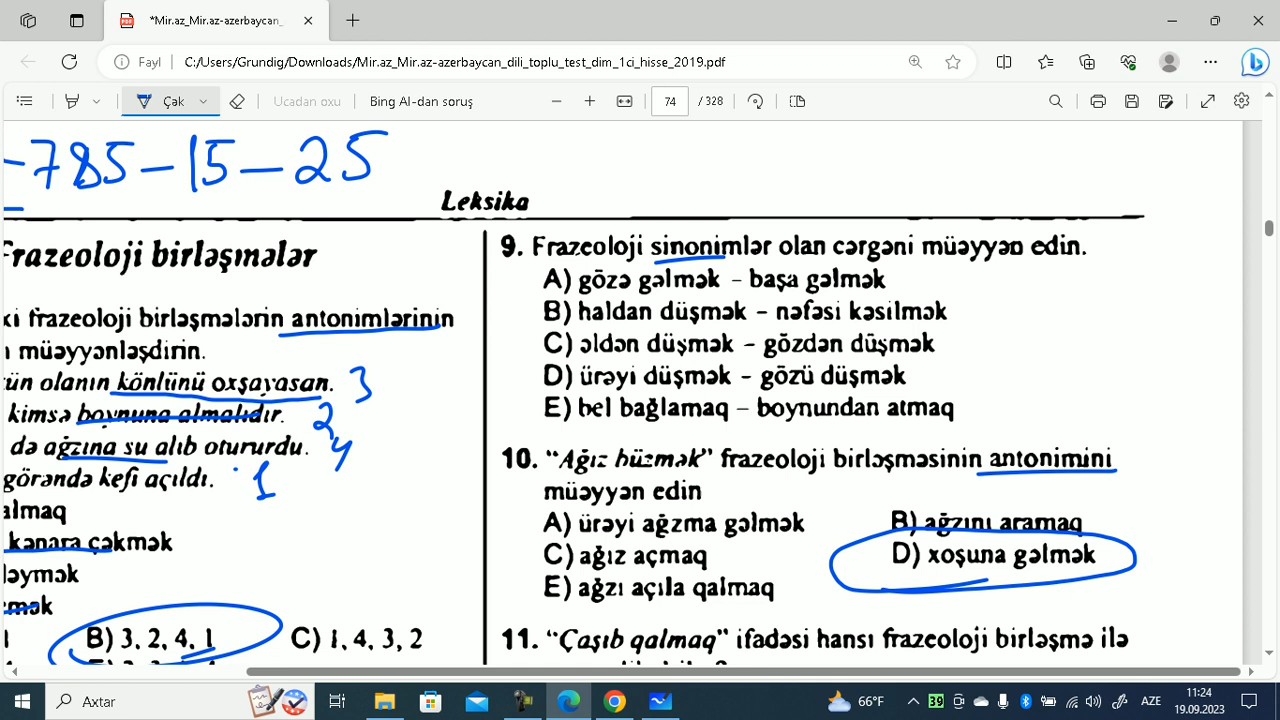 *Mir.az_Mir.az-azerbaycan_
Fayl C:/Users/Grundig/Downloads/Mir.az_Mir.az-azerbaycan_dili_toplu_test_dim_1ci_hisse_2019.pdf
Çək Ucadan oxu Bing AI-dan soruş 74 / 328
-785-15-25
Leksika
Frazeoloji birləşmələr
ki frazeoloji birləşmələrin antonimlərinin
müəyyənləşdirin.
ün olanın könlünü oxşayasan. 3
kimsə boynuna almalıdır. 2
də ağzına su alıb otururdu. 4
görəndə kefi açıldı. 1
almaq
kənara çəkmək
ləymək
mək
B) 3, 2, 4, 1 C) 1, 4, 3, 2
9. Frazeoloji sinonimlər olan cərgəni müəyyən edin.
A) gözə gəlmək – başa gəlmək
B) haldan düşmək – nəfəsi kəsilmək
C) əldən düşmək – gözdən düşmək
D) ürəyi düşmək – gözü düşmək
E) bel bağlamaq – boynundan atmaq
10. "Ağız büzmək" frazeoloji birləşməsinin antonimini
müəyyən edin
A) ürəyi ağzma gəlmək B) ağzını aramaq
C) ağız açmaq D) xoşuna gəlmək
E) ağzı açıla qalmaq
11. "Çaşıb qalmaq" ifadəsi hansı frazeoloji birləşmə ilə
Axtar 66°F 39 AZE 11:24
19.09.2023